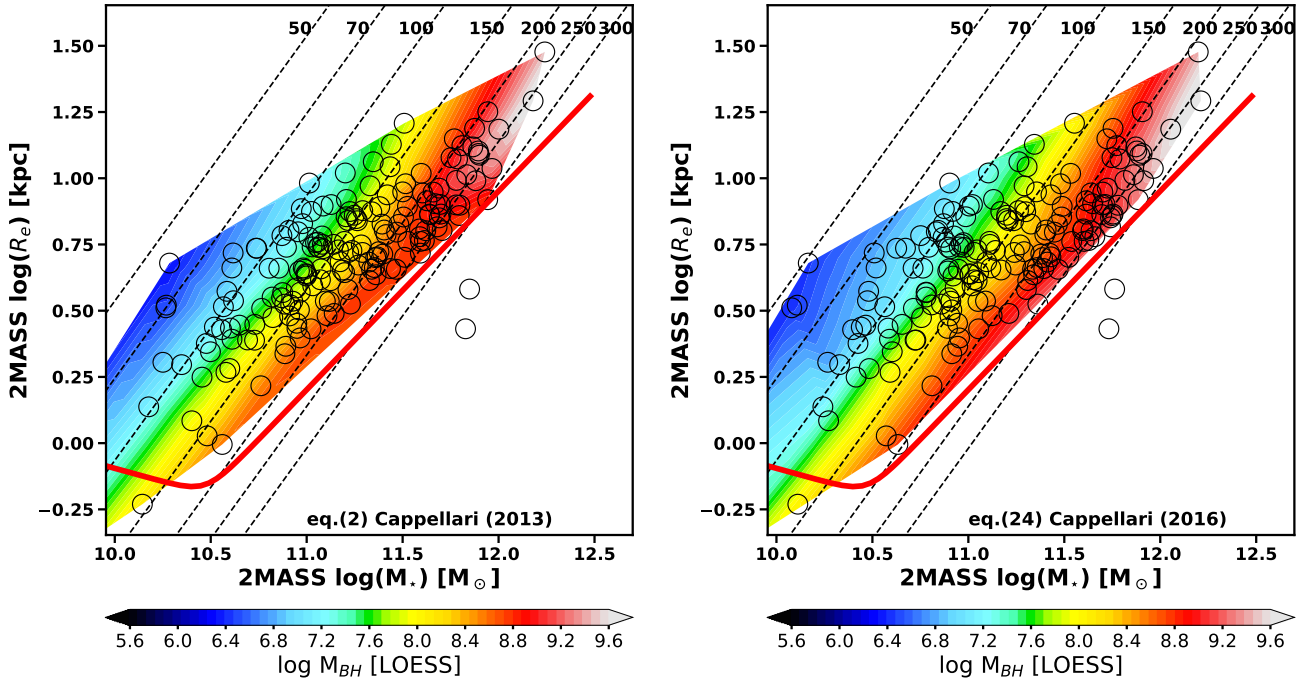 50 70 100 150 200 250 300
1.50
1.25
1.00
0.75
0.50
0.25
0.00
−0.25
2MASS log(R_e) [kpc]
eq.(2) Cappellari (2013)
10.0 10.5 11.0 11.5 12.0 12.5
2MASS log(M⋆) [M⊙]
5.6 6.0 6.4 6.8 7.2 7.6 8.0 8.4 8.8 9.2 9.6
log M_BH [LOESS]
50 70 100 150 200 250 300
1.50
1.25
1.00
0.75
0.50
0.25
0.00
−0.25
2MASS log(R_e) [kpc]
eq.(24) Cappellari (2016)
10.0 10.5 11.0 11.5 12.0 12.5
2MASS log(M⋆) [M⊙]
5.6 6.0 6.4 6.8 7.2 7.6 8.0 8.4 8.8 9.2 9.6
log M_BH [LOESS]